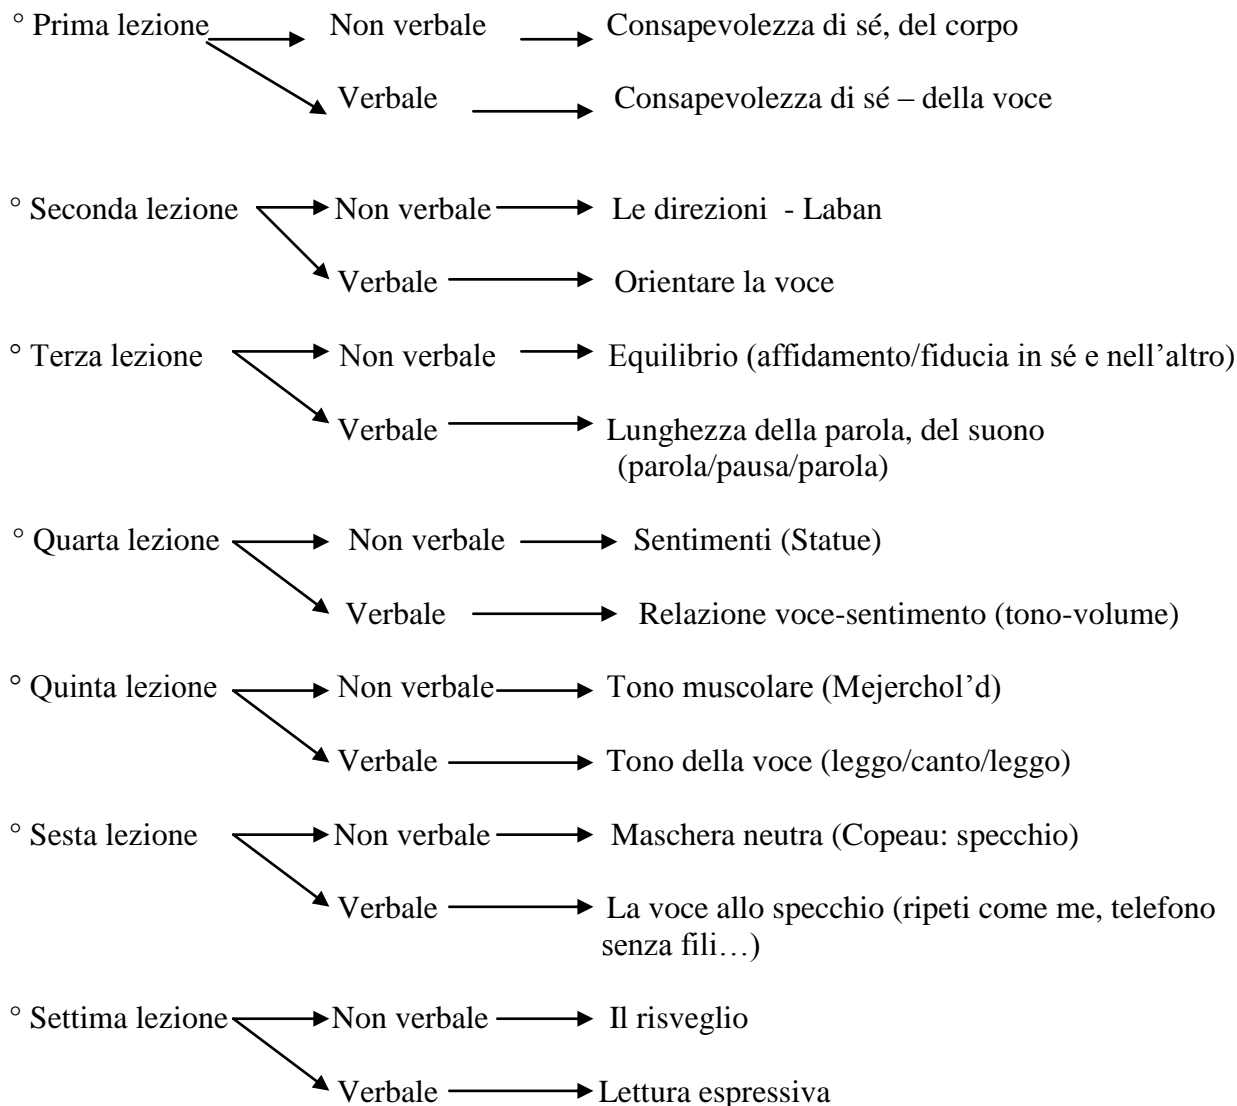 ° Prima lezione Non verbale Consapevolezza di sé, del corpo
Verbale Consapevolezza di sé – della voce
° Seconda lezione Non verbale Le direzioni - Laban
Verbale Orientare la voce
° Terza lezione Non verbale Equilibrio (affidamento/fiducia in sé e nell’altro)
Verbale Lunghezza della parola, del suono
(parola/pausa/parola)
° Quarta lezione Non verbale Sentimenti (Statue)
Verbale Relazione voce-sentimento (tono-volume)
° Quinta lezione Non verbale Tono muscolare (Mejerchol’d)
Verbale Tono della voce (leggo/canto/leggo)
° Sesta lezione Non verbale Maschera neutra (Copeau: specchio)
Verbale La voce allo specchio (ripeti come me, telefono
senza fili…)
° Settima lezione Non verbale Il risveglio
Verbale Lettura espressiva